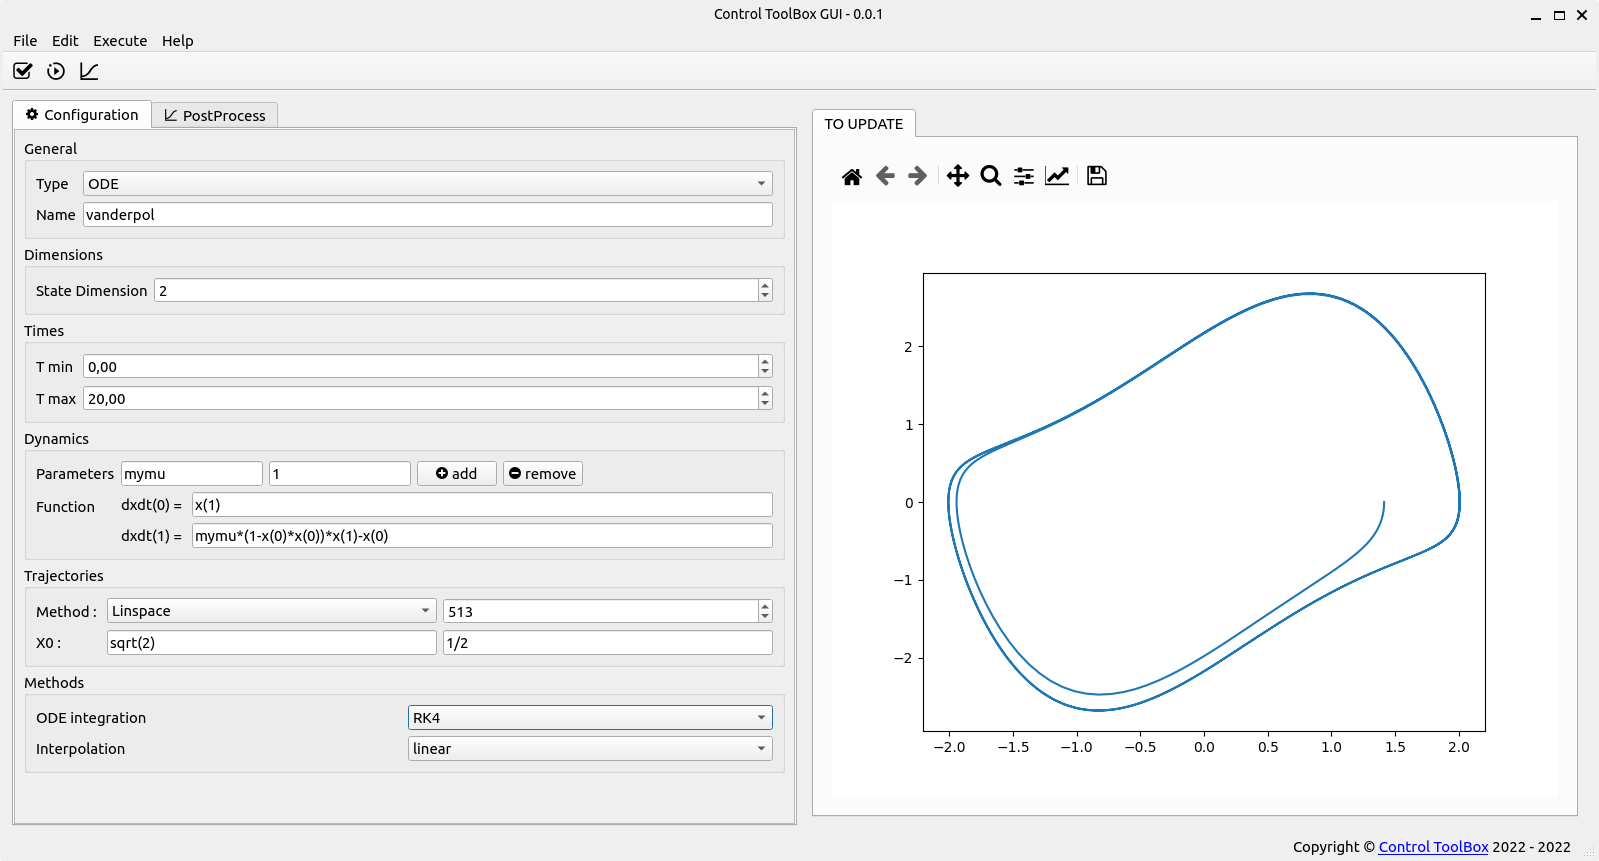 Control ToolBox GUI - 0.0.1
File Edit Execute Help
Configuration PostProcess
General
Type ODE
Name vanderpol
Dimensions
State Dimension 2
Times
T min 0,00
T max 20,00
Dynamics
Parameters mymu 1 add remove
Function dxdt(0) = x(1)
dxdt(1) = mymu*(1-x(0)*x(0))*x(1)-x(0)
Trajectories
Method : Linspace 513
X0 : sqrt(2) 1/2
Methods
ODE integration RK4
Interpolation linear
TO UPDATE
2
1
0
−1
−2
−2.0 −1.5 −1.0 −0.5 0.0 0.5 1.0 1.5 2.0
Copyright © Control ToolBox 2022 - 2022